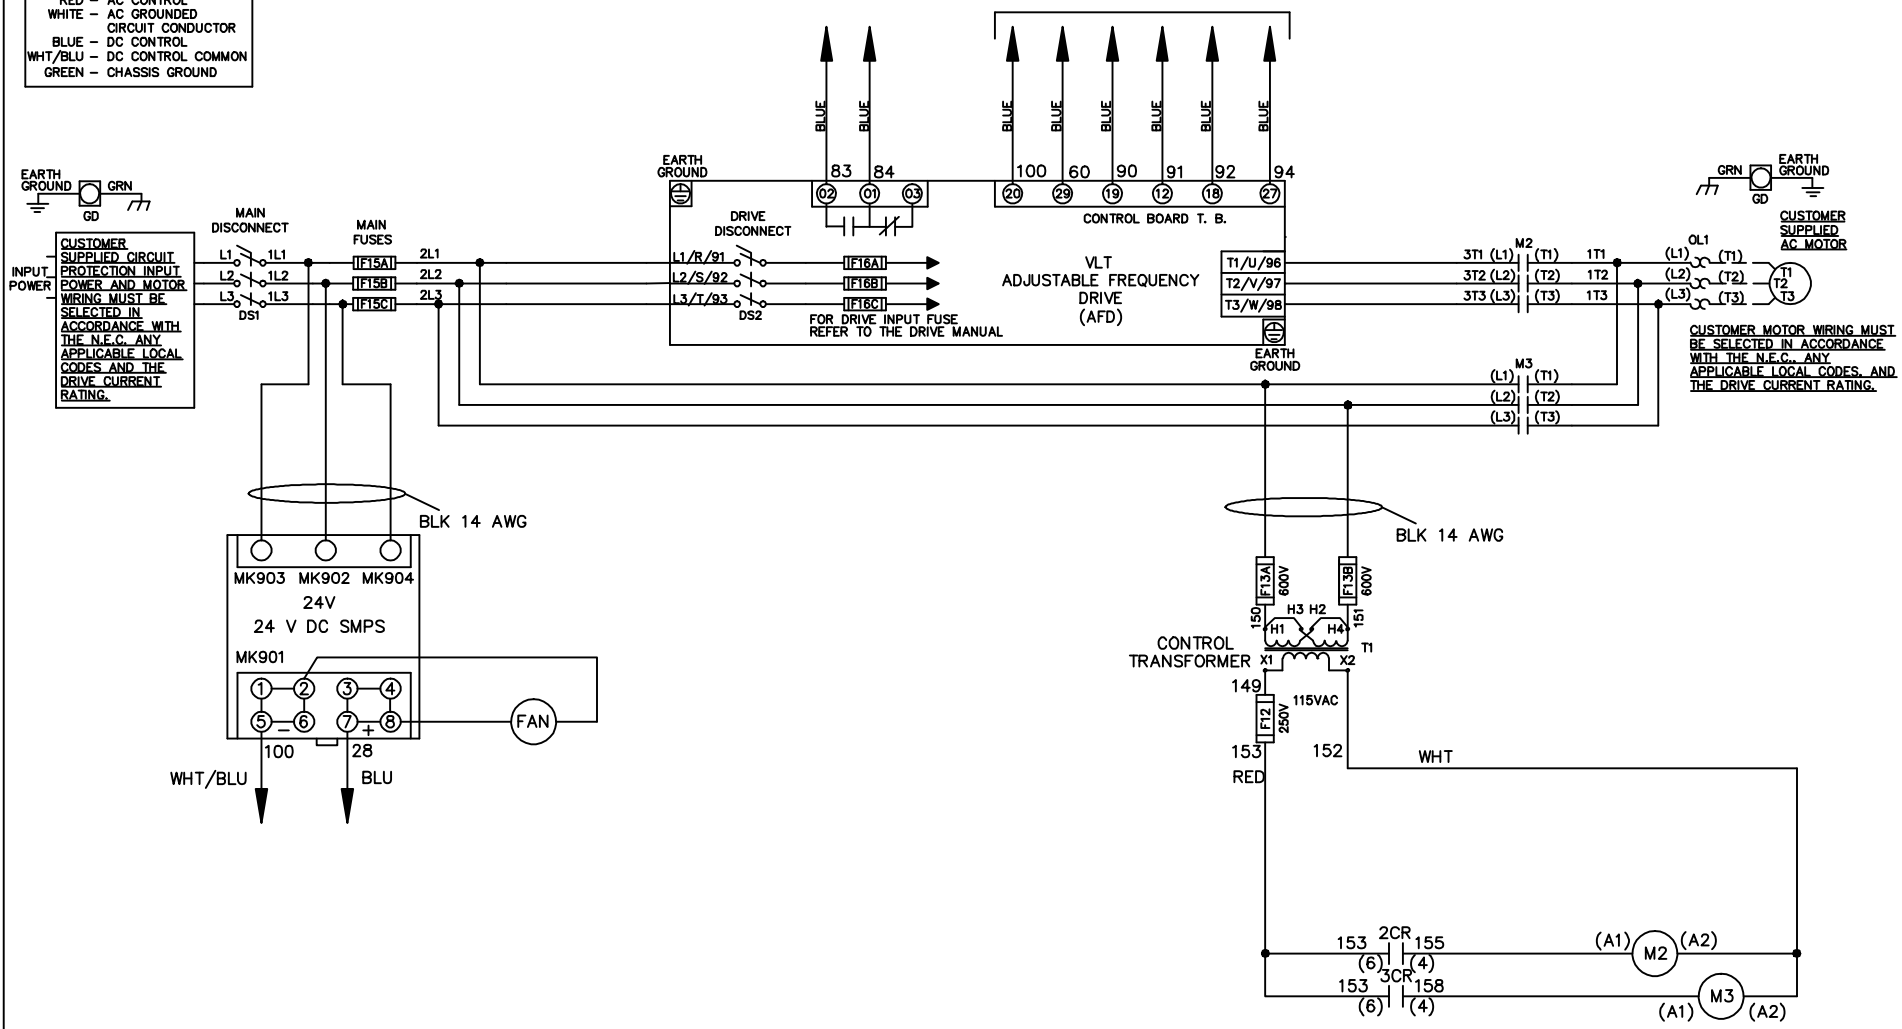 RED – AC CONTROL
WHITE – AC GROUNDED
CIRCUIT CONDUCTOR
BLUE – DC CONTROL
WHT/BLU – DC CONTROL COMMON
GREEN – CHASSIS GROUND
EARTH
GROUND
GRN
GD
CUSTOMER
SUPPLIED CIRCUIT
PROTECTION INPUT
POWER AND MOTOR
WIRING MUST BE
SELECTED IN
ACCORDANCE WITH
THE N.E.C. ANY
APPLICABLE LOCAL
CODES AND THE
DRIVE CURRENT
RATING.
INPUT
POWER
MAIN
DISCONNECT
L1 1L1
L2 1L2
L3 1L3
DS1
MAIN
FUSES
F15A
F15B
F15C
2L1
2L2
2L3
EARTH
GROUND
BLUE
BLUE
BLUE
BLUE
BLUE
BLUE
BLUE
BLUE
83 84
02 01 03
100 60 90 91 92 94
20 29 19 12 18 27
CONTROL BOARD T. B.
DRIVE
DISCONNECT
L1/R/91
L2/S/92
L3/T/93
DS2
F16A
F16B
F16C
FOR DRIVE INPUT FUSE
REFER TO THE DRIVE MANUAL
VLT
ADJUSTABLE FREQUENCY
DRIVE
(AFD)
T1/U/96
T2/V/97
T3/W/98
EARTH
GROUND
M2
3T1 (L1) (T1) 1T1
3T2 (L2) (T2) 1T2
3T3 (L3) (T3) 1T3
M3
(L1) (T1)
(L2) (T2)
(L3) (T3)
OL1
(L1) (T1)
(L2) (T2)
(L3) (T3)
T1
T2
T3
GRN
EARTH
GROUND
GD
CUSTOMER
SUPPLIED
AC MOTOR
CUSTOMER MOTOR WIRING MUST
BE SELECTED IN ACCORDANCE
WITH THE N.E.C., ANY
APPLICABLE LOCAL CODES, AND
THE DRIVE CURRENT RATING.
BLK 14 AWG
MK903 MK902 MK904
24V
24 V DC SMPS
MK901
1 2 3 4
5 6 7 8
– +
100 28
WHT/BLU
BLU
FAN
BLK 14 AWG
F13A
600V
F13B
600V
150
151
H3 H2
H1 H4
T1
CONTROL
TRANSFORMER
X1 X2
149
115VAC
F12
250V
153
RED
152
WHT
2CR
153 155
(6) (4)
(A1) M2 (A2)
3CR
153 158
(6) (4)
(A1) M3 (A2)